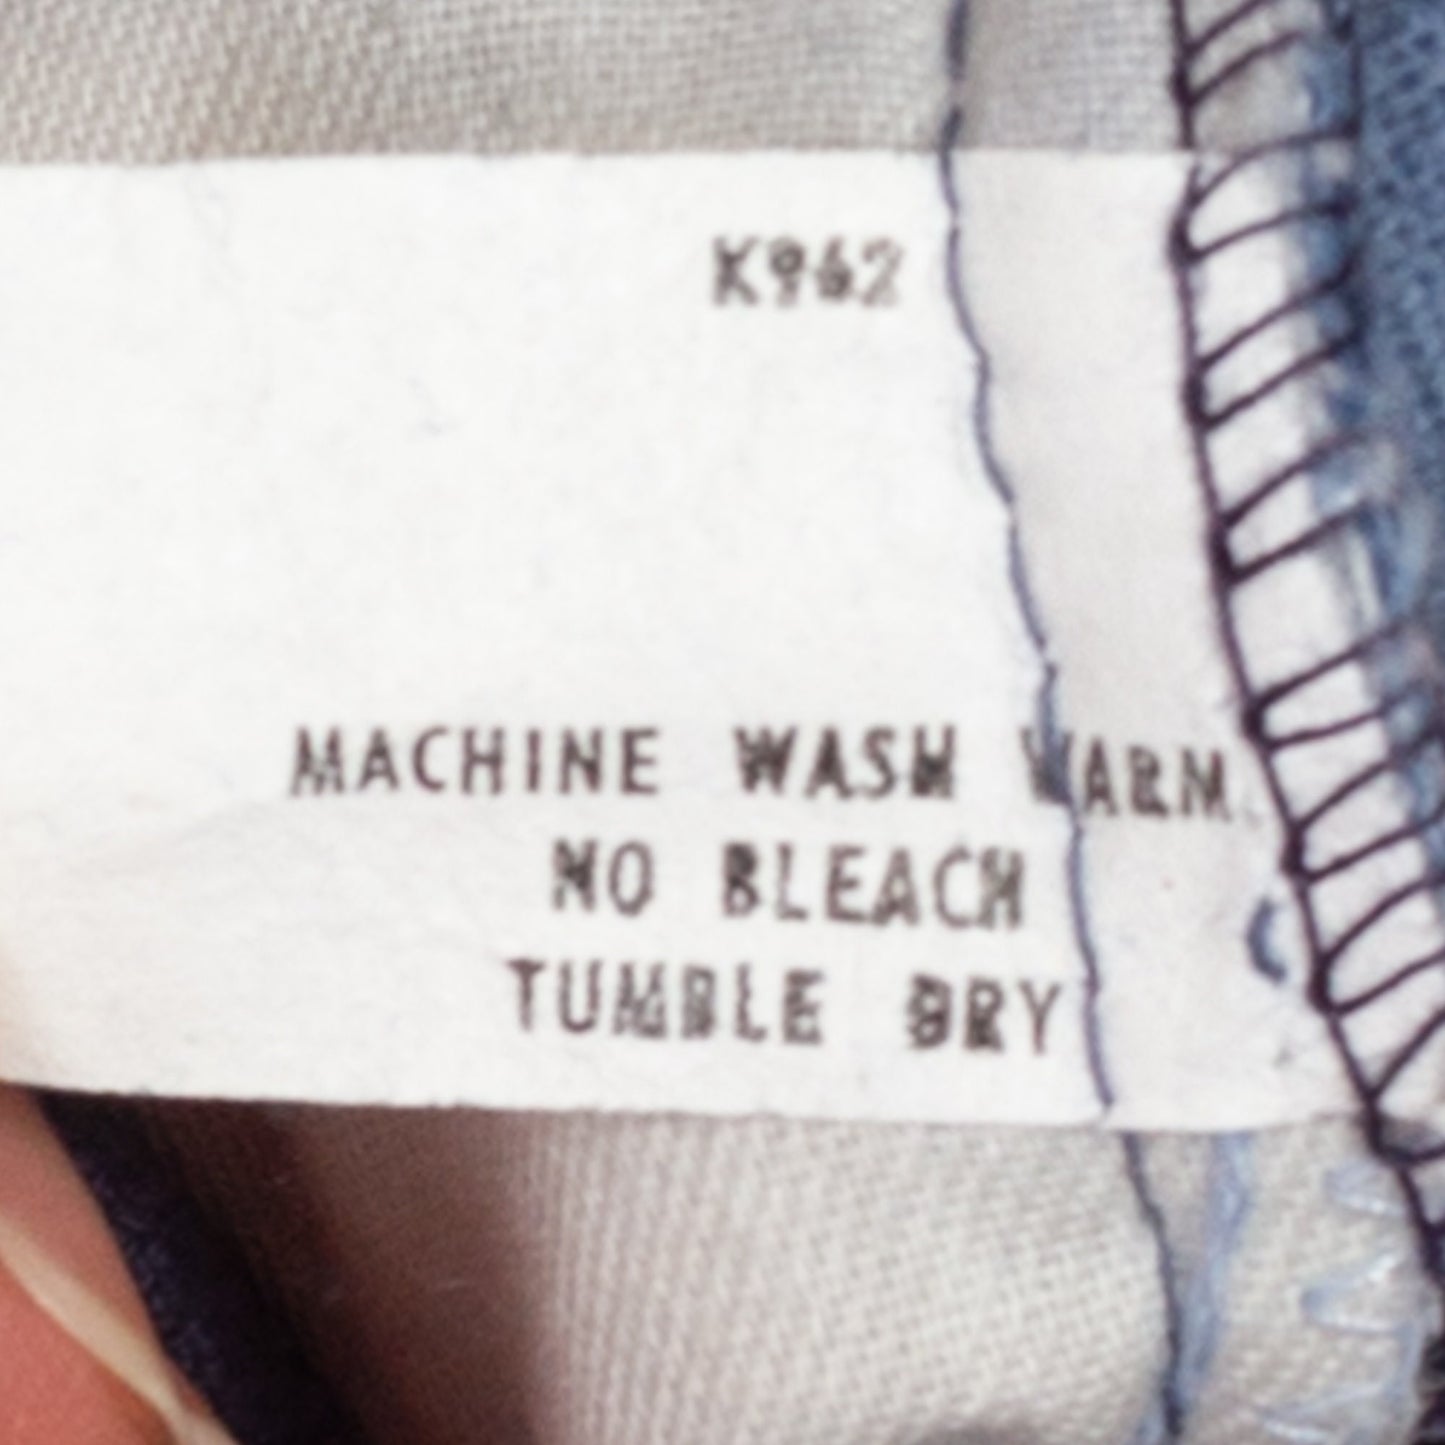 K962
MACHINE WASH WARM.
NO BLEACH
TUMBLE DRY